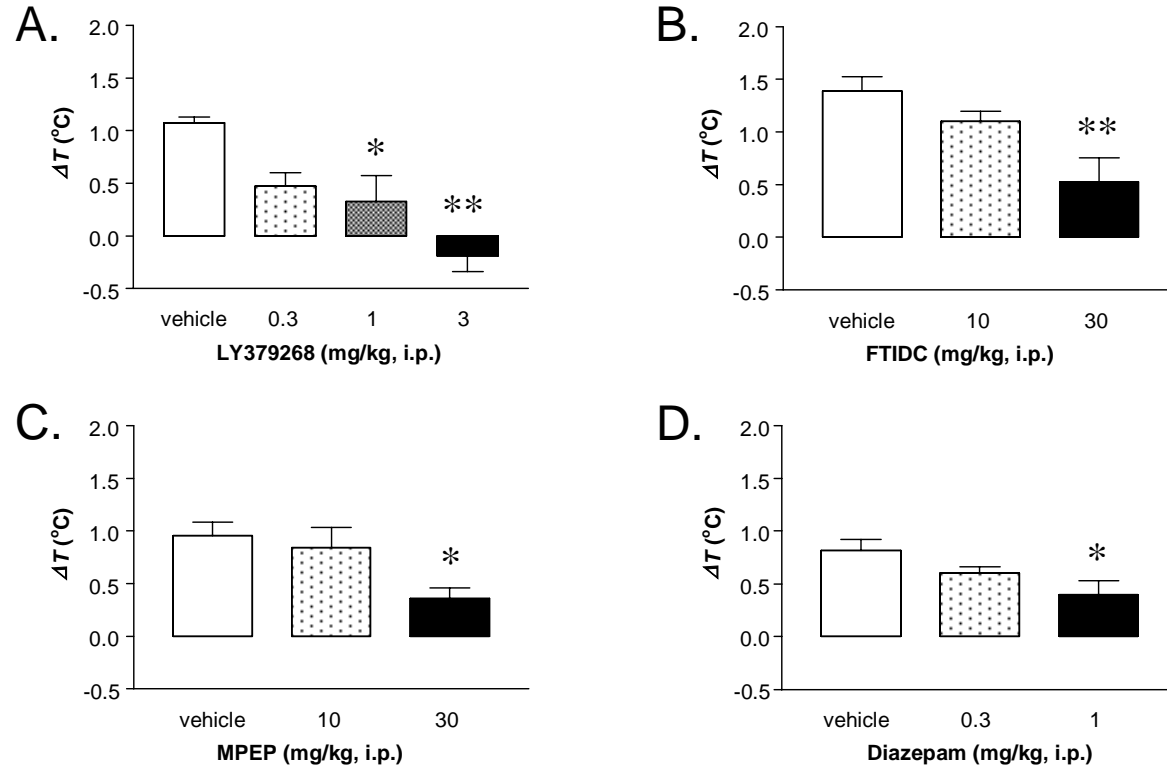 A.
2.0
1.5
1.0
0.5
0.0
-0.5
ΔT (°C)
*
**
vehicle 0.3 1 3
LY379268 (mg/kg, i.p.)
B.
2.0
1.5
1.0
0.5
0.0
-0.5
ΔT (°C)
**
vehicle 10 30
FTIDC (mg/kg, i.p.)
C.
2.0
1.5
1.0
0.5
0.0
-0.5
ΔT (°C)
*
vehicle 10 30
MPEP (mg/kg, i.p.)
D.
2.0
1.5
1.0
0.5
0.0
-0.5
ΔT (°C)
*
vehicle 0.3 1
Diazepam (mg/kg, i.p.)